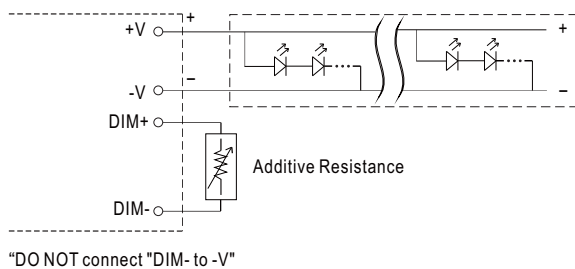 +V
+
+
-V
−
−
DIM+
Additive Resistance
DIM-
“DO NOT connect "DIM- to -V"